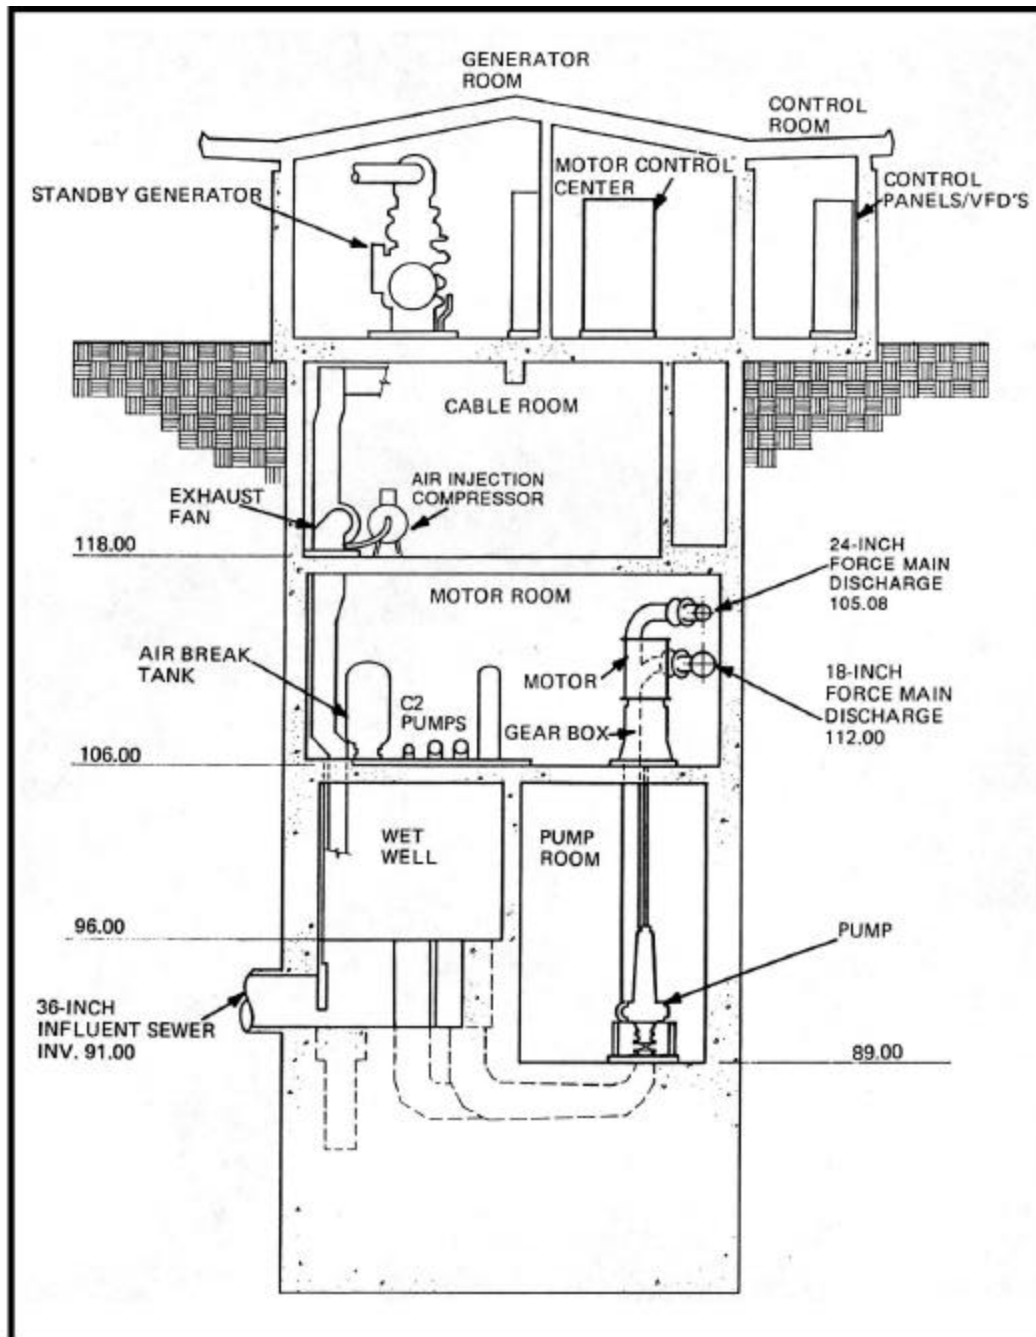 GENERATOR
ROOM
CONTROL
ROOM
STANDBY GENERATOR
MOTOR CONTROL
CENTER
CONTROL
PANELS/VFD'S
CABLE ROOM
EXHAUST
FAN
AIR INJECTION
COMPRESSOR
118.00
24-INCH
FORCE MAIN
DISCHARGE
105.08
MOTOR ROOM
AIR BREAK
TANK
C2
PUMPS
MOTOR
GEAR BOX
18-INCH
FORCE MAIN
DISCHARGE
112.00
106.00
WET
WELL
PUMP
ROOM
96.00
PUMP
36-INCH
INFLUENT SEWER
INV. 91.00
89.00